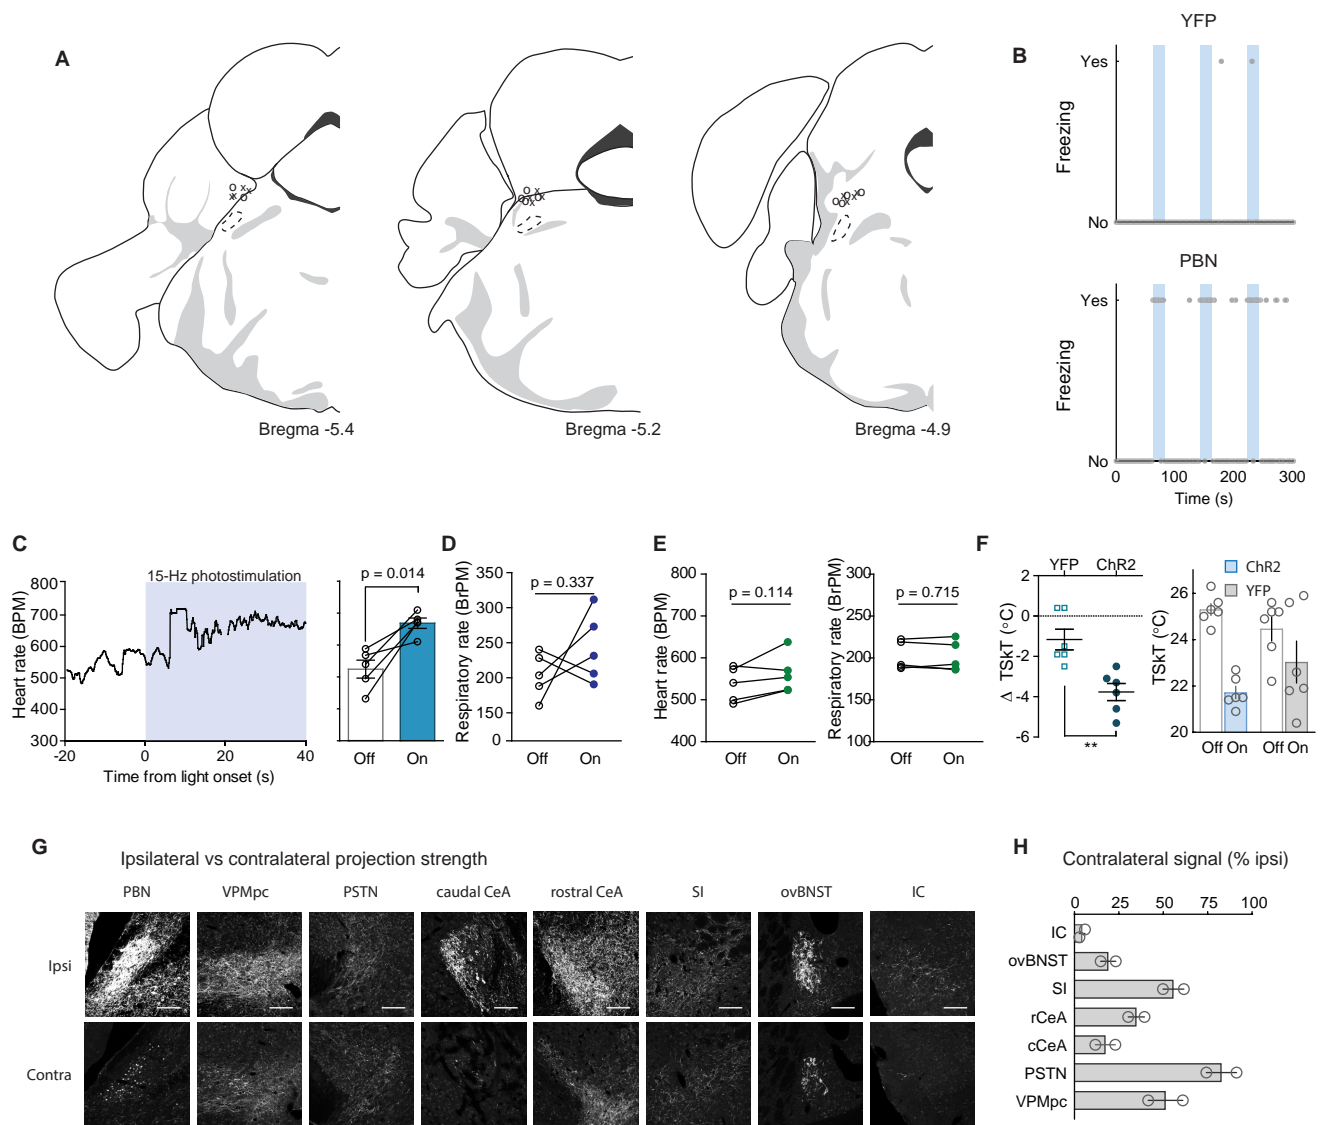 A
Bregma -5.4
Bregma -5.2
Bregma -4.9
B
YFP
Yes
Freezing
No
PBN
Yes
Freezing
No
0 100 200 300
Time (s)
C
15-Hz photostimulation
Heart rate (BPM)
800
700
600
500
400
300
-20 0 20 40
Time from light onset (s)
p = 0.014
Off On
D
Respiratory rate (BrPM)
350
300
250
200
150
100
50
0
p = 0.337
Off On
E
Heart rate (BPM)
800
700
600
500
400
p = 0.114
Off On
Respiratory rate (BrPM)
300
250
200
150
100
p = 0.715
Off On
F
YFP ChR2
Δ TSkT (°C)
2
0
-2
-4
-6
**
ChR2
YFP
TSkT (°C)
26
24
22
20
Off On Off On
G
Ipsilateral vs contralateral projection strength
PBN VPMpc PSTN caudal CeA rostral CeA SI ovBNST IC
Ipsi
Contra
H
Contralateral signal (% ipsi)
0 25 50 75 100
IC
ovBNST
SI
rCeA
cCeA
PSTN
VPMpc